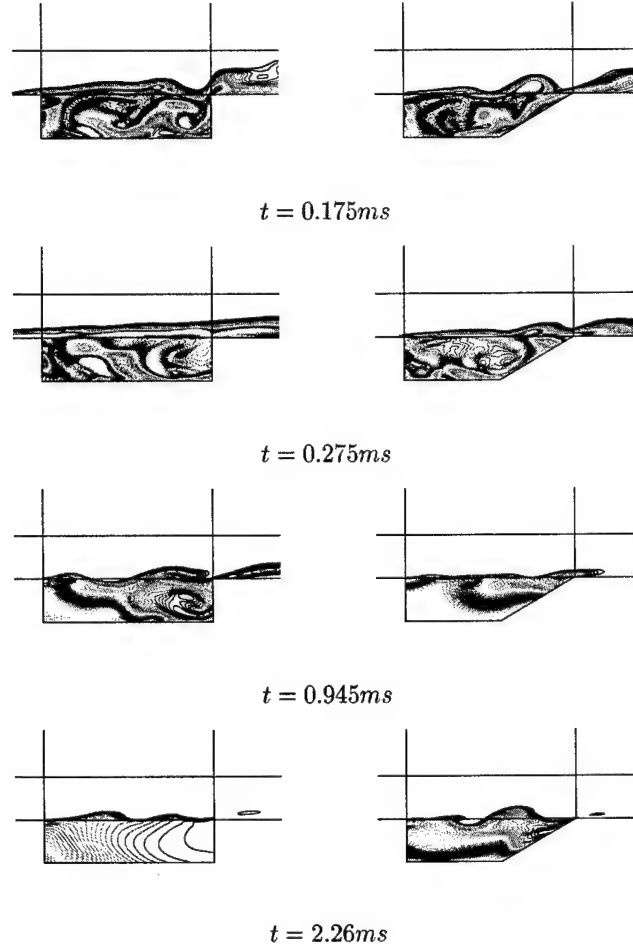 t = 0.175ms
t = 0.275ms
t = 0.945ms
t = 2.26ms